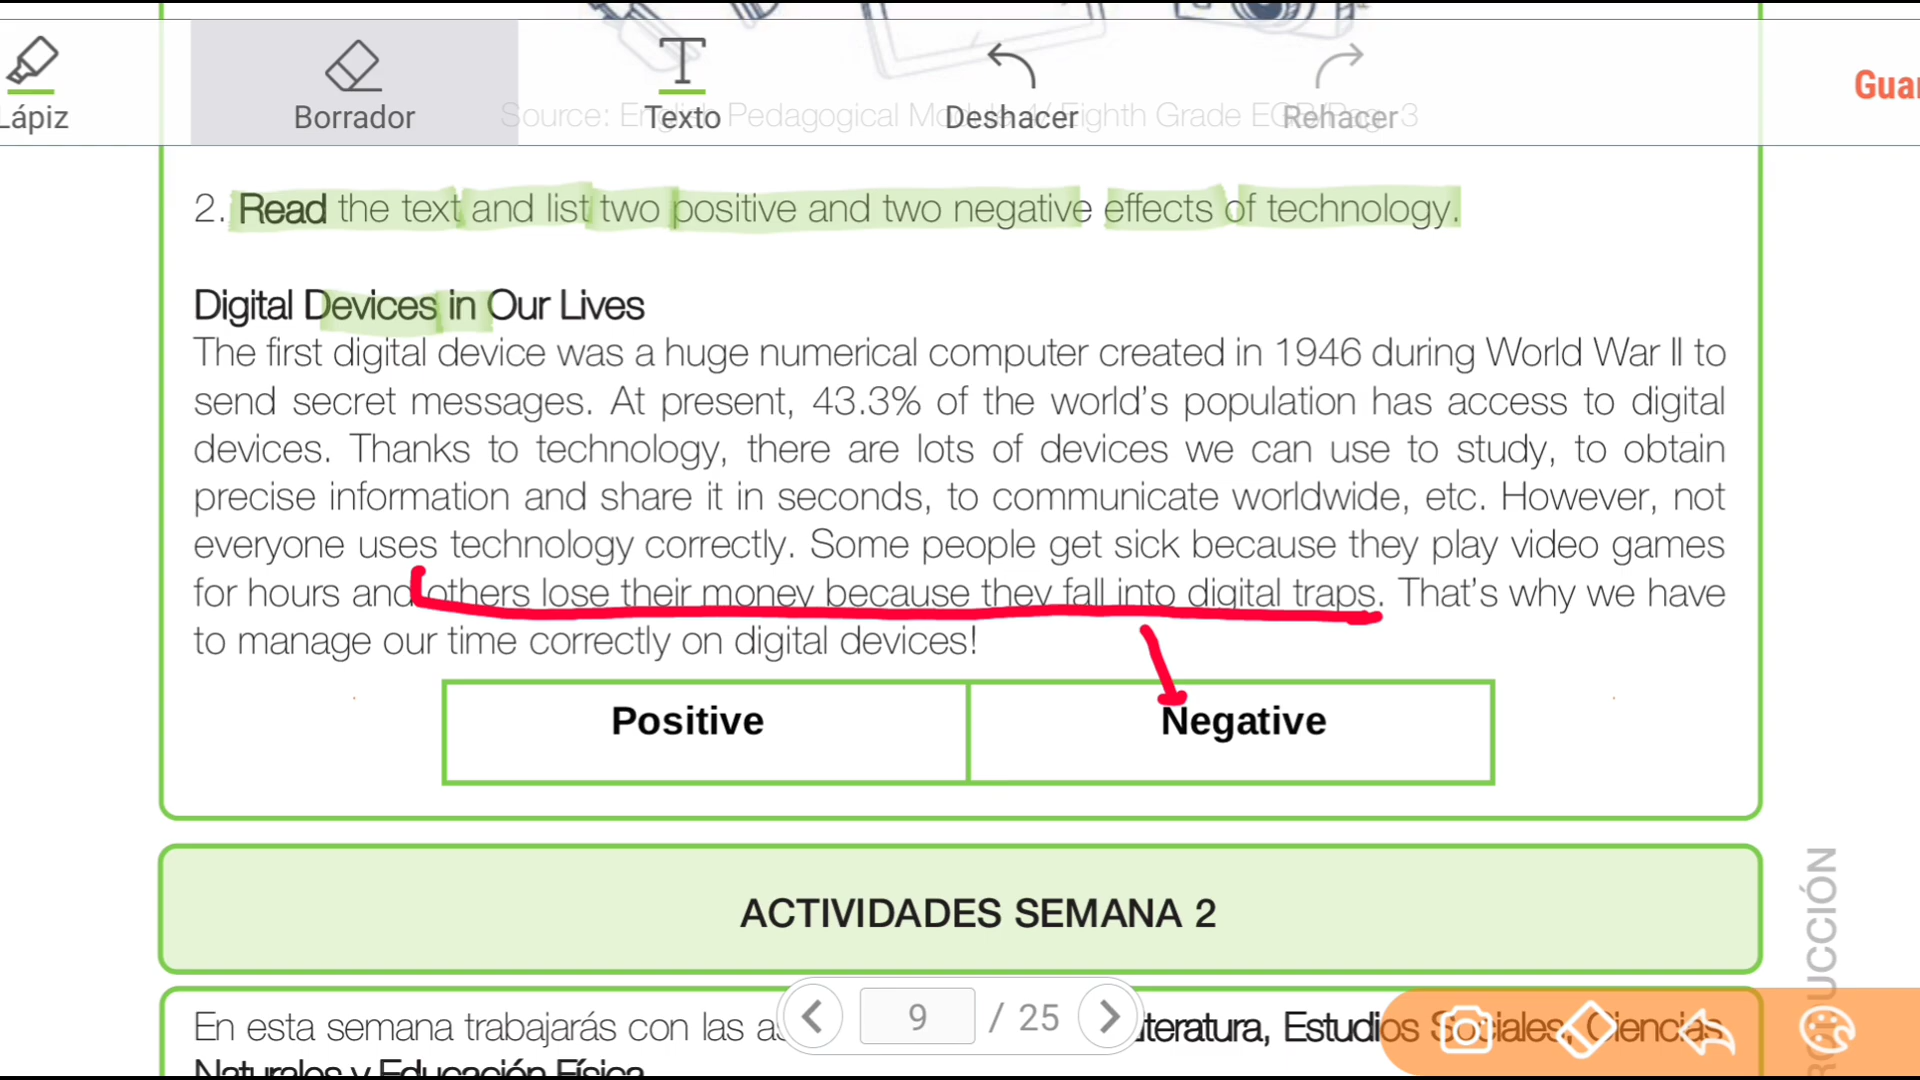 Lápiz
Borrador
Texto
Deshacer
Rehacer
Source: English Pedagogical Eighth Grade 3
2. Read the text and list two positive and two negative effects of technology.
Digital Devices in Our Lives
The first digital device was a huge numerical computer created in 1946 during World War II to
send secret messages. At present, 43.3% of the world's population has access to digital
devices. Thanks to technology, there are lots of devices we can use to study, to obtain
precise information and share it in seconds, to communicate worldwide, etc. However, not
everyone uses technology correctly. Some people get sick because they play video games
for hours and others lose their money because they fall into digital traps. That's why we have
to manage our time correctly on digital devices!
Positive
Negative
ACTIVIDADES SEMANA 2
En esta semana trabajarás con las
iteratura, Estudios Sociales, Ciencias
Naturales y Educación Física
9 / 25